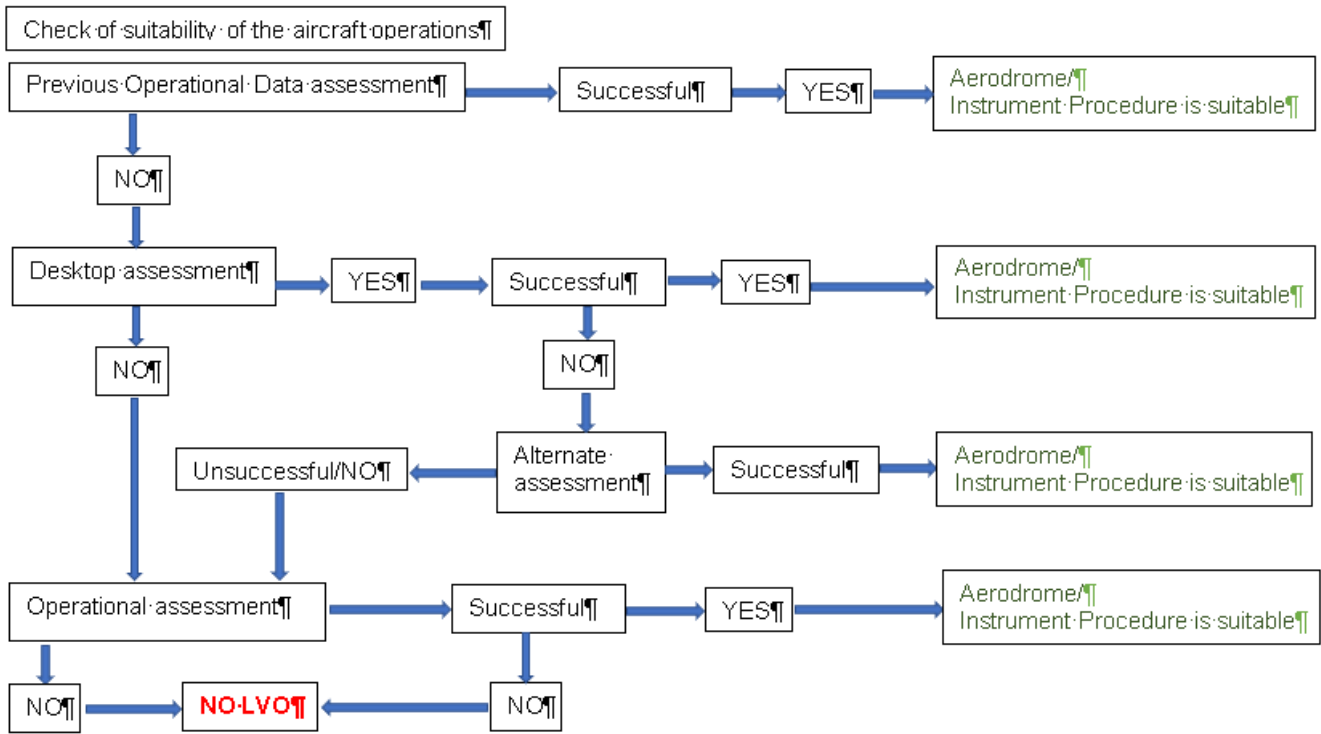 Check of suitability of the aircraft operations¶
Previous Operational Data assessment¶
Successful¶
YES¶
Aerodrome/¶
Instrument Procedure is suitable¶
NO¶
Desktop assessment¶
YES¶
Successful¶
YES¶
Aerodrome/¶
Instrument Procedure is suitable¶
NO¶
NO¶
Unsuccessful/NO¶
Alternate
assessment¶
Successful¶
Aerodrome/¶
Instrument Procedure is suitable¶
Operational assessment¶
Successful¶
YES¶
Aerodrome/¶
Instrument Procedure is suitable¶
NO¶
NO LVO¶
NO¶